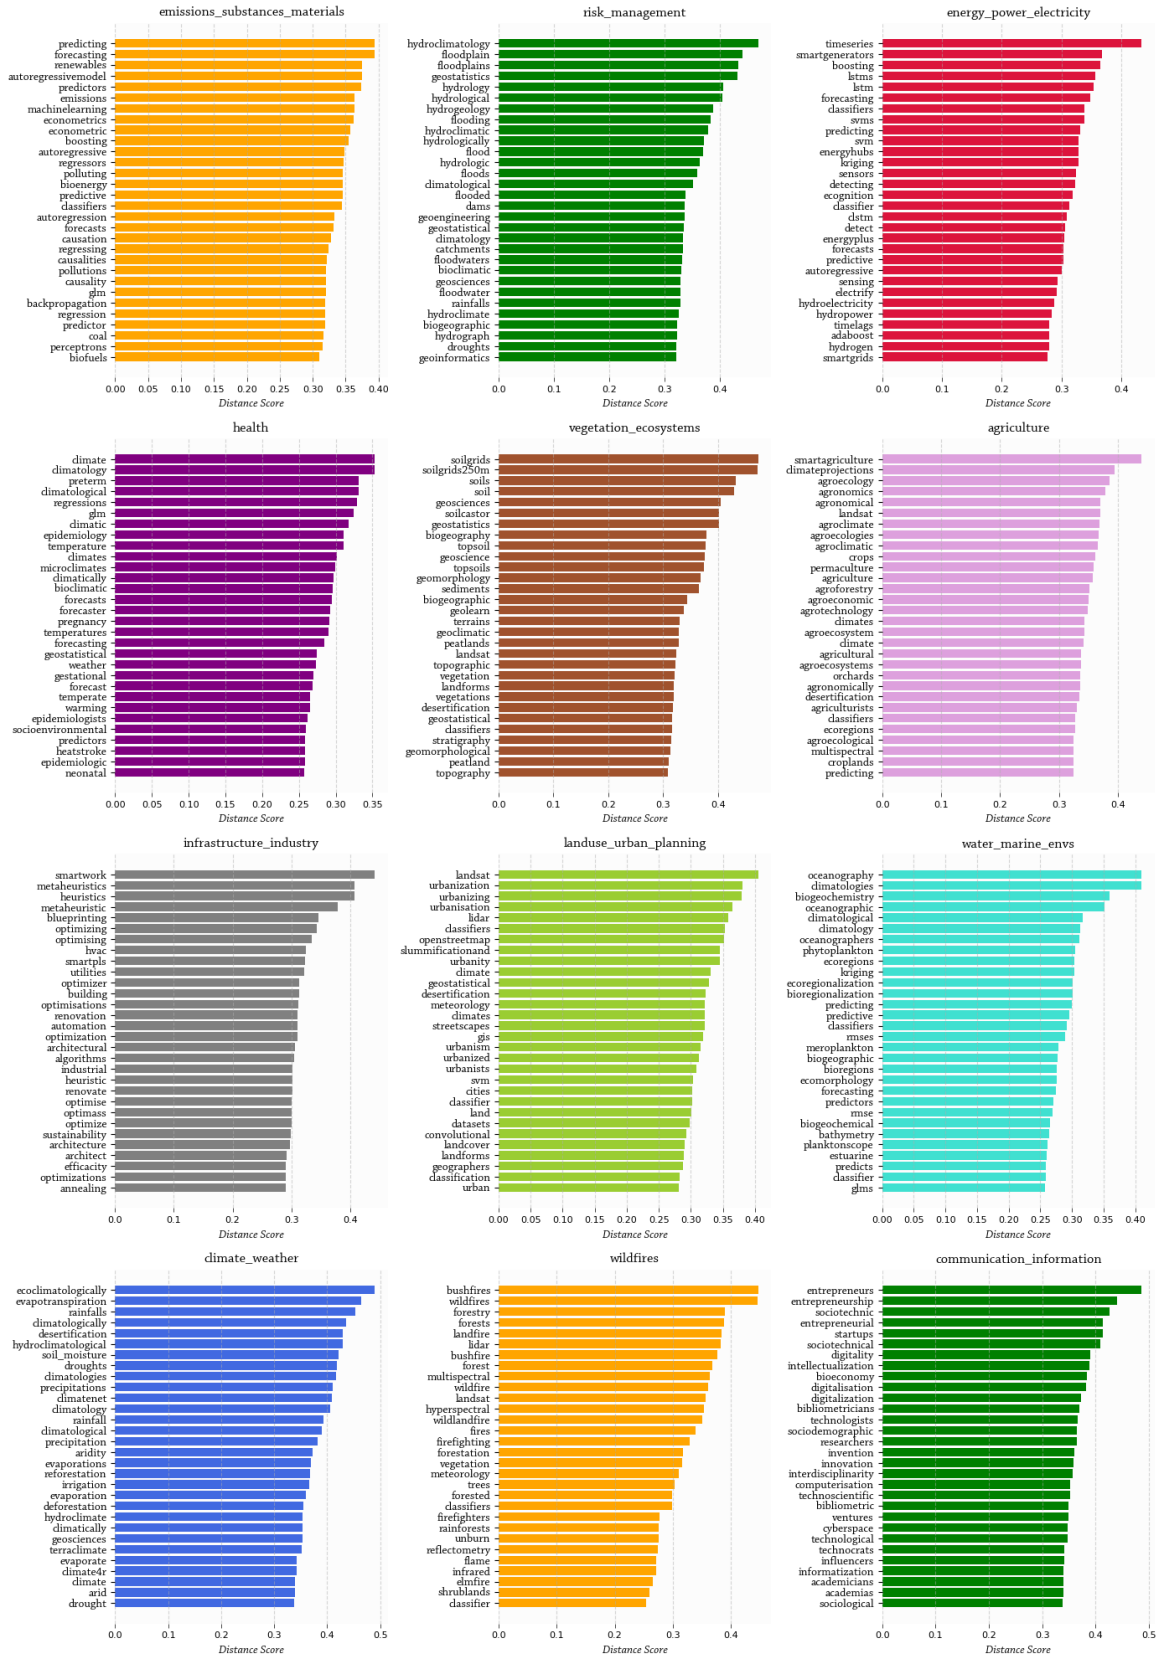 emissions_substances_materials
predicting
forecasting
renewables
autoregressivemodel
predictors
emissions
machinelearning
econometrics
econometric
boosting
autoregressive
regressors
polluting
bioenergy
predictive
classifiers
autoregression
forecasts
causation
regressing
causalities
pollutions
causality
glm
backpropagation
regression
predictor
coal
perceptrons
biofuels
0.00 0.05 0.10 0.15 0.20 0.25 0.30 0.35 0.40
Distance Score
risk_management
hydroclimatology
floodplain
floodplains
geostatistics
hydrology
hydrological
hydrogeology
flooding
hydroclimatic
hydrologically
flood
hydrologic
floods
climatological
flooded
dams
geoengineering
geostatistical
climatology
catchments
floodwaters
bioclimatic
geosciences
floodwater
rainfalls
hydroclimate
biogeographic
hydrograph
droughts
geoinformatics
0.0 0.1 0.2 0.3 0.4
Distance Score
energy_power_electricity
timeseries
smartgenerators
boosting
lstms
lstm
forecasting
classifiers
svms
predicting
svm
energyhubs
kriging
sensors
detecting
ecognition
classifier
clstm
detect
energyplus
forecasts
predictive
autoregressive
sensing
electrify
hydroelectricity
hydropower
timelags
adaboost
hydrogen
smartgrids
0.0 0.1 0.2 0.3 0.4
Distance Score
health
climate
climatology
preterm
climatological
regressions
glm
climatic
epidemiology
temperature
climates
microclimates
climatically
bioclimatic
forecasts
forecaster
pregnancy
temperatures
forecasting
geostatistical
weather
gestational
forecast
temperate
warming
epidemiologists
socioenvironmental
predictors
heatstroke
epidemiologic
neonatal
0.00 0.05 0.10 0.15 0.20 0.25 0.30 0.35
Distance Score
vegetation_ecosystems
soilgrids
soilgrids250m
soils
soil
geosciences
soilcastor
geostatistics
biogeography
topsoil
geoscience
topsoils
geomorphology
sediments
biogeographic
geolearn
terrains
geoclimatic
peatlands
landsat
topographic
vegetation
landforms
vegetations
desertification
geostatistical
classifiers
stratigraphy
geomorphological
peatland
topography
0.0 0.1 0.2 0.3 0.4
Distance Score
agriculture
smartagriculture
climateprojections
agroecology
agronomics
agronomical
landsat
agroclimate
agroecologies
agroclimatic
crops
permaculture
agriculture
agroforestry
agroeconomic
agrotechnology
climates
agroecosystem
climate
agricultural
agroecosystems
orchards
agronomically
desertification
agriculturists
classifiers
ecoregions
agroecological
multispectral
croplands
predicting
0.0 0.1 0.2 0.3 0.4
Distance Score
infrastructure_industry
smartwork
metaheuristics
heuristics
metaheuristic
blueprinting
optimizing
optimising
hvac
smartpls
utilities
optimizer
building
optimisations
renovation
automation
optimization
architectural
algorithms
industrial
heuristic
renovate
optimise
optimass
optimize
sustainability
architecture
architect
efficacity
optimizations
annealing
0.0 0.1 0.2 0.3 0.4
Distance Score
landuse_urban_planning
landsat
urbanization
urbanizing
urbanisation
lidar
classifiers
openstreetmap
slummificationand
urbanity
climate
geostatistical
desertification
meteorology
climates
streetscapes
gis
urbanism
urbanized
urbanists
svm
cities
classifier
land
datasets
convolutional
landcover
landforms
geographers
classification
urban
0.00 0.05 0.10 0.15 0.20 0.25 0.30 0.35 0.40
Distance Score
water_marine_envs
oceanography
climatologies
biogeochemistry
oceanographic
climatological
climatology
oceanographers
phytoplankton
ecoregions
kriging
ecoregionalization
bioregionalization
predicting
predictive
classifiers
rmses
meroplankton
biogeographic
bioregions
ecomorphology
forecasting
predictors
rmse
biogeochemical
bathymetry
planktonscope
estuarine
predicts
classifier
glms
0.00 0.05 0.10 0.15 0.20 0.25 0.30 0.35 0.40
Distance Score
climate_weather
ecoclimatologically
evapotranspiration
rainfalls
climatologically
desertification
hydroclimatological
soil_moisture
droughts
climatologies
precipitations
climatenet
climatology
rainfall
climatological
precipitation
aridity
evaporations
reforestation
irrigation
evaporation
deforestation
hydroclimate
climatically
geosciences
terraclimate
evaporate
climate4r
climate
arid
drought
0.0 0.1 0.2 0.3 0.4 0.5
Distance Score
wildfires
bushfires
wildfires
forestry
forests
landfire
lidar
bushfire
forest
multispectral
wildfire
landsat
hyperspectral
wildlandfire
fires
firefighting
forestation
vegetation
meteorology
trees
forested
classifiers
firefighters
rainforests
unburn
reflectometry
flame
infrared
elmfire
shrublands
classifier
0.0 0.1 0.2 0.3 0.4
Distance Score
communication_information
entrepreneurs
entrepreneurship
sociotechnic
entrepreneurial
startups
sociotechnical
digitality
intellectualization
bioeconomy
digitalisation
digitalization
bibliometricians
technologists
sociodemographic
researchers
invention
innovation
interdisciplinarity
computerisation
technoscientific
bibliometric
ventures
cyberspace
technological
technocrats
influencers
informatization
academicians
academias
sociological
0.0 0.1 0.2 0.3 0.4 0.5
Distance Score